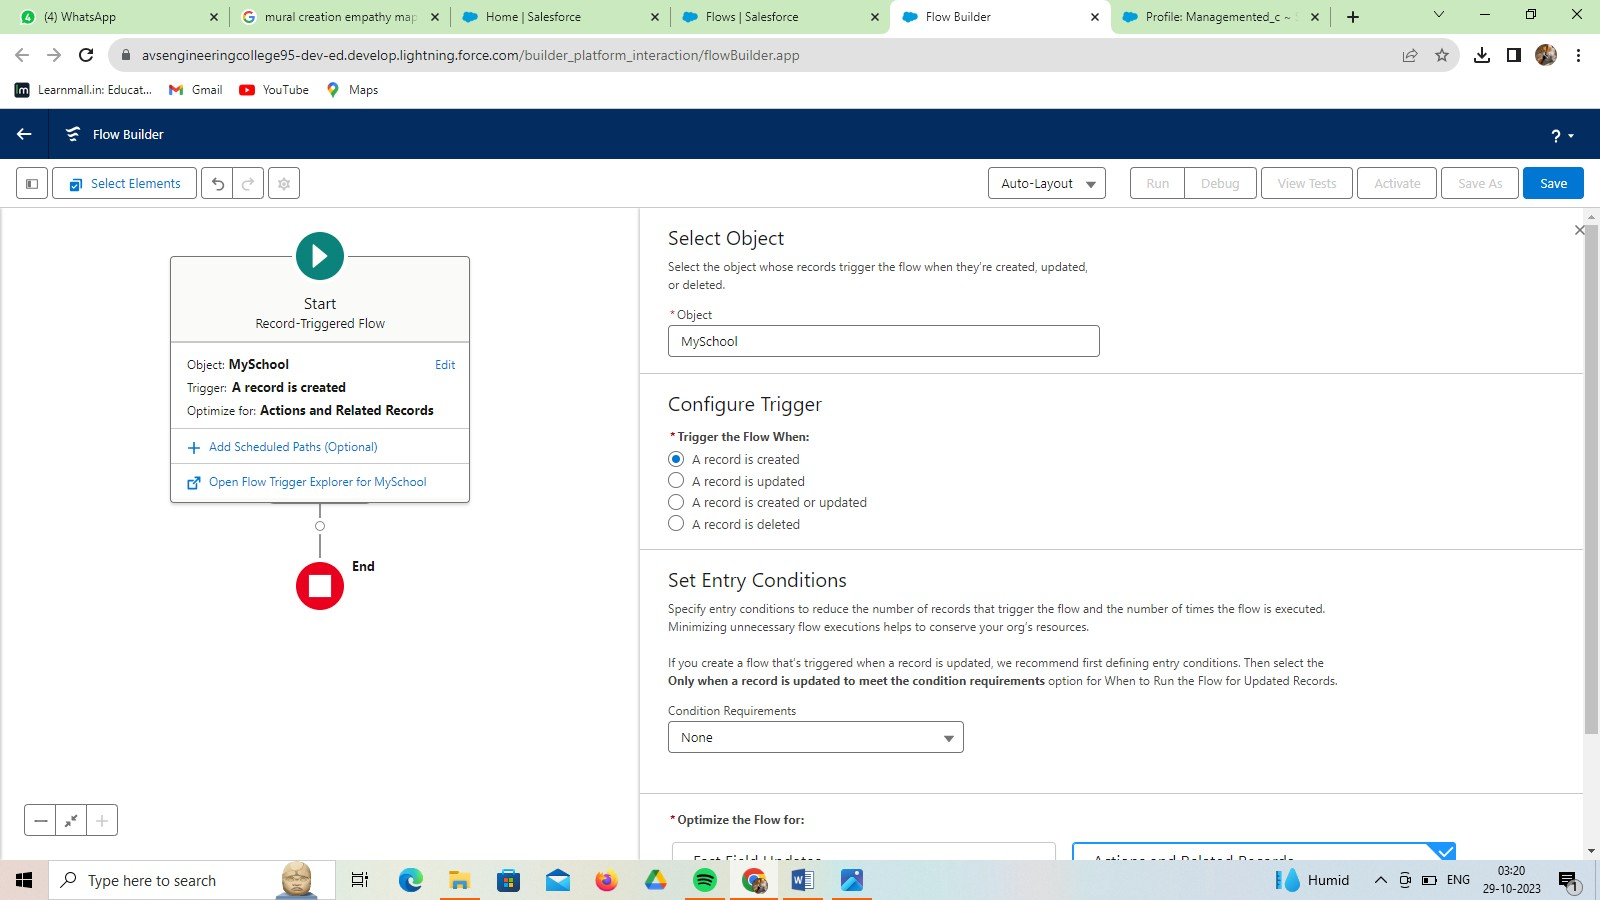 (4) WhatsApp
mural creation empathy map
Home | Salesforce
Flows | Salesforce
Flow Builder
Profile: Managemented_c ~
avsengineeringcollege95-dev-ed.develop.lightning.force.com/builder_platform_interaction/flowBuilder.app
Learnmall.in: Educat...
Gmail
YouTube
Maps
Flow Builder
?
Select Elements
Auto-Layout
Run
Debug
View Tests
Activate
Save As
Save
Start
Record-Triggered Flow
Object: MySchool
Edit
Trigger: A record is created
Optimize for: Actions and Related Records
Add Scheduled Paths (Optional)
Open Flow Trigger Explorer for MySchool
End
Select Object
Select the object whose records trigger the flow when they're created, updated,
or deleted.
*Object
MySchool
Configure Trigger
*Trigger the Flow When:
A record is created
A record is updated
A record is created or updated
A record is deleted
Set Entry Conditions
Specify entry conditions to reduce the number of records that trigger the flow and the number of times the flow is executed.
Minimizing unnecessary flow executions helps to conserve your org's resources.
If you create a flow that's triggered when a record is updated, we recommend first defining entry conditions. Then select the
Only when a record is updated to meet the condition requirements option for When to Run the Flow for Updated Records.
Condition Requirements
None
*Optimize the Flow for:
Fast Field Updates
Actions and Related Records
Type here to search
Humid
ENG
03:20
29-10-2023
1